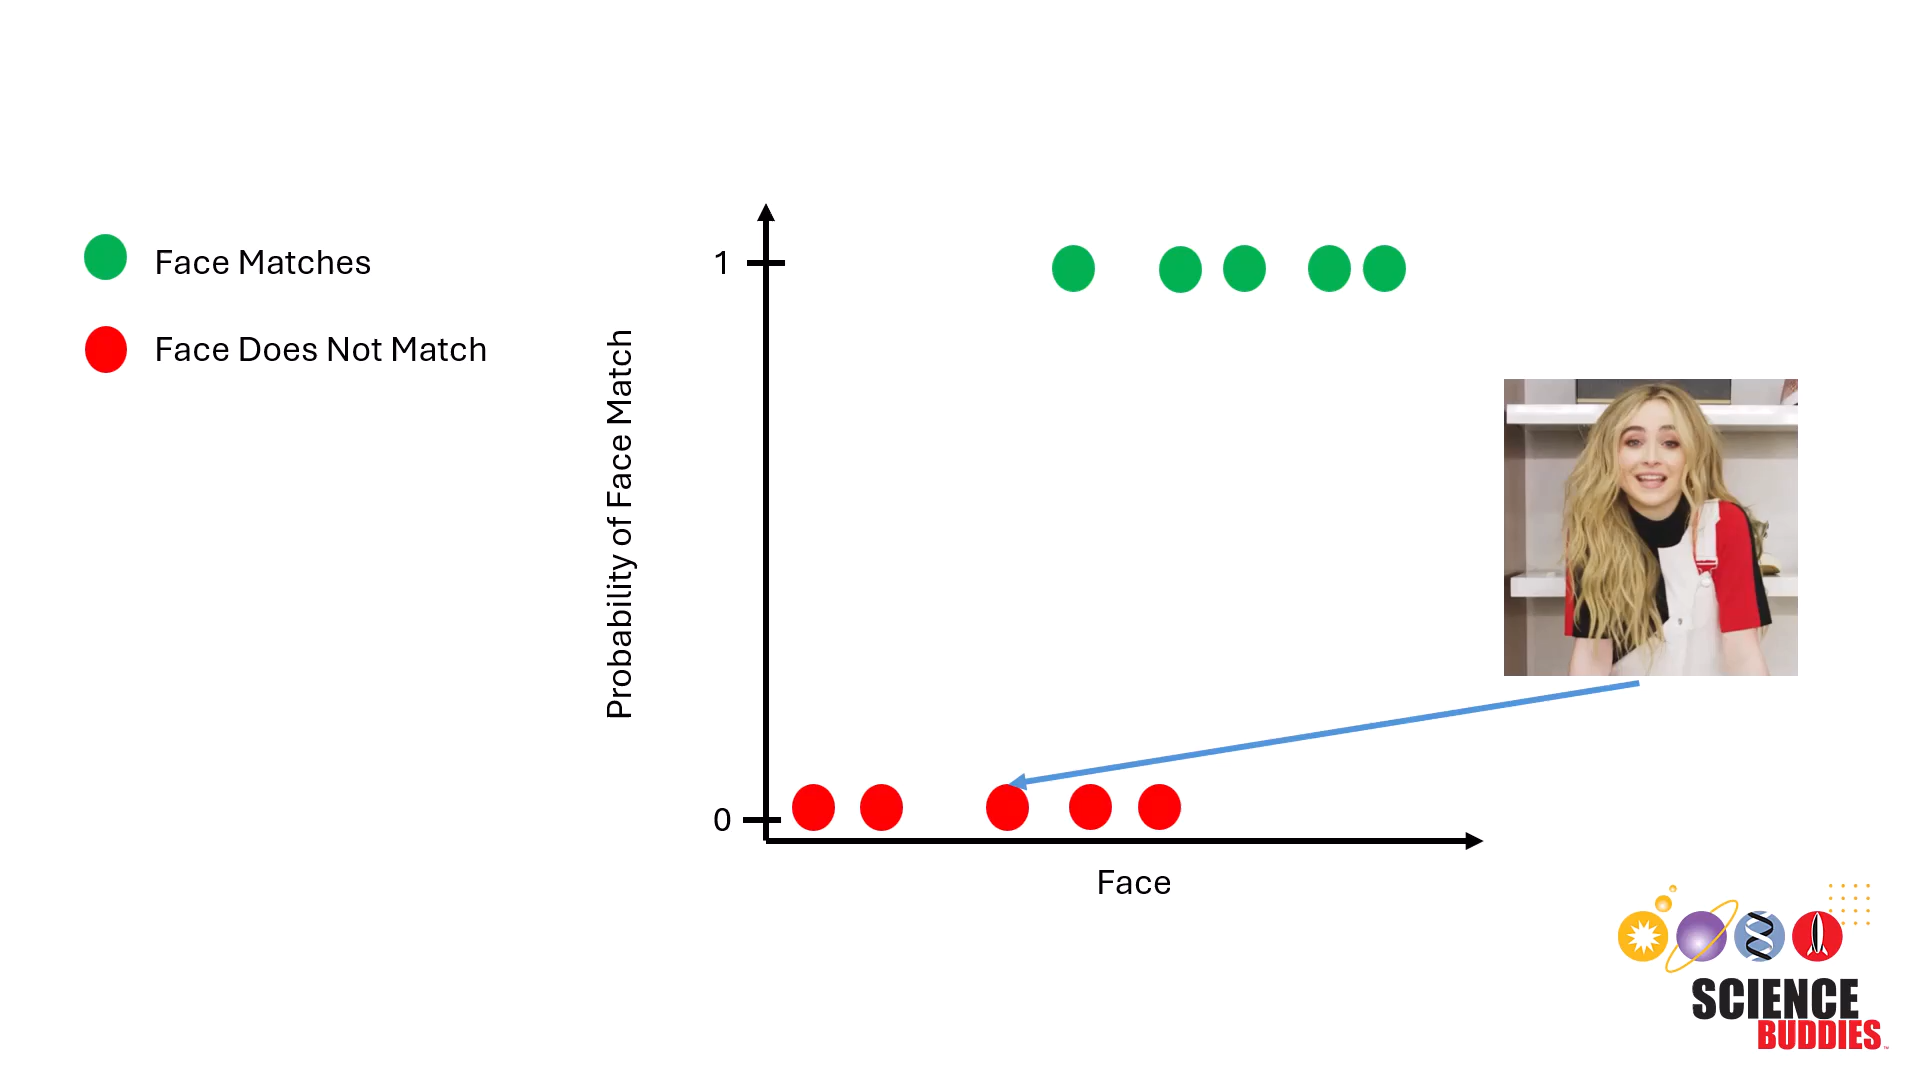 Face Matches
Face Does Not Match
Probability of Face Match
1
0
Face
SCIENCE
BUDDIES